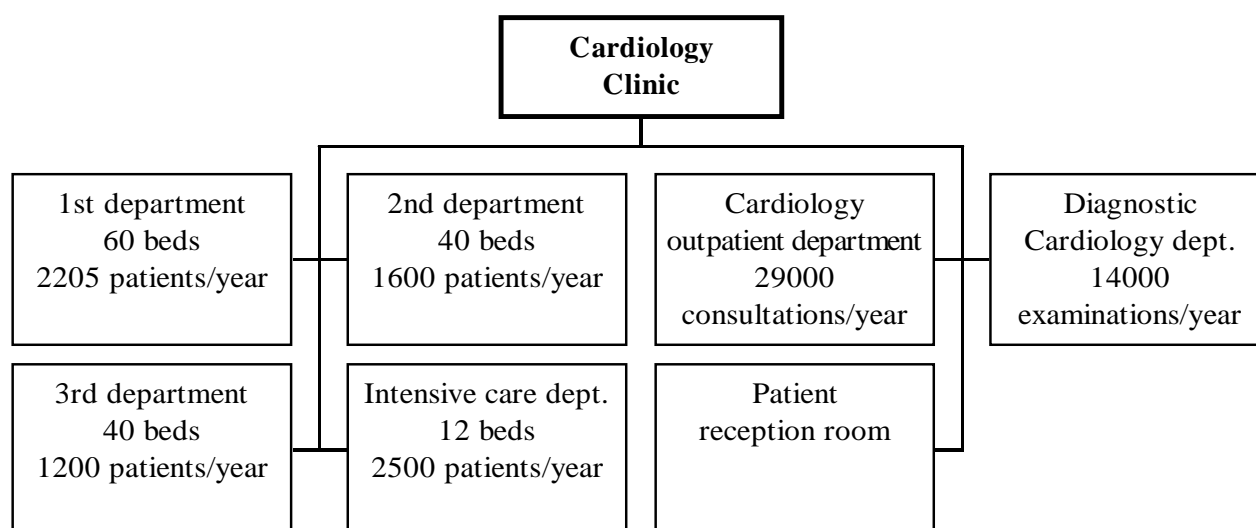 Cardiology
Clinic
1st department
60 beds
2205 patients/year
2nd department
40 beds
1600 patients/year
Cardiology
outpatient department
29000
consultations/year
Diagnostic
Cardiology dept.
14000
examinations/year
3rd department
40 beds
1200 patients/year
Intensive care dept.
12 beds
2500 patients/year
Patient
reception room